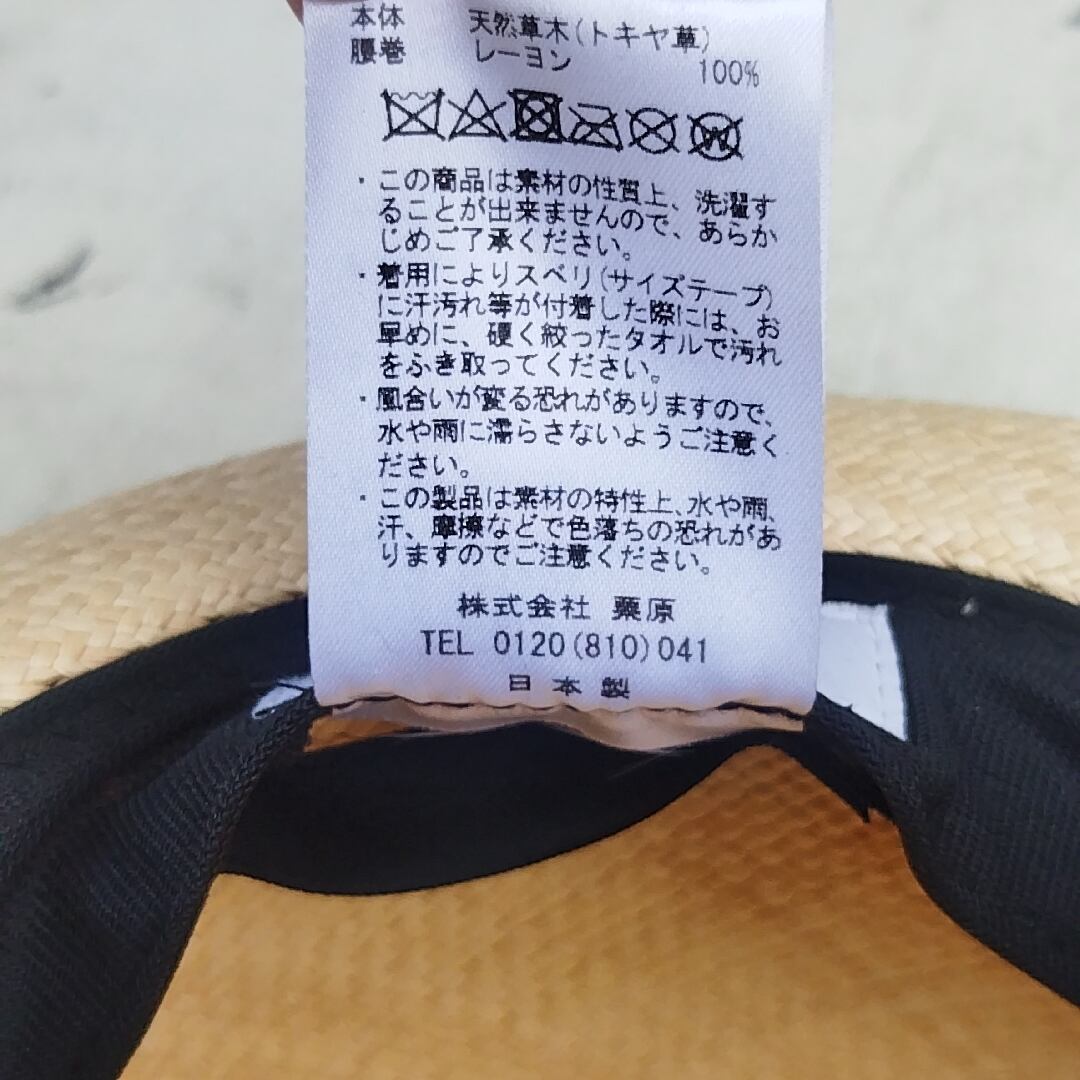 本体 天然草木(トキヤ草)
腰巻 レーヨン 100%
・この商品は素材の性質上、洗濯す
ることが出来ませんので、あらか
じめご了承ください。
・着用によりスベリ(サイズテープ)
に汗汚れ等が付着した際には、お
早めに、硬く絞ったタオルで汚れ
をふき取ってください。
・風合いが変る恐れがありますので、
水や雨に濡らさないようご注意く
ださい。
・この製品は素材の特性上、水や雨、
汗、摩擦などで色落ちの恐れがあ
りますのでご注意ください。
株式会社 栗原
TEL 0120(810)041
日本製